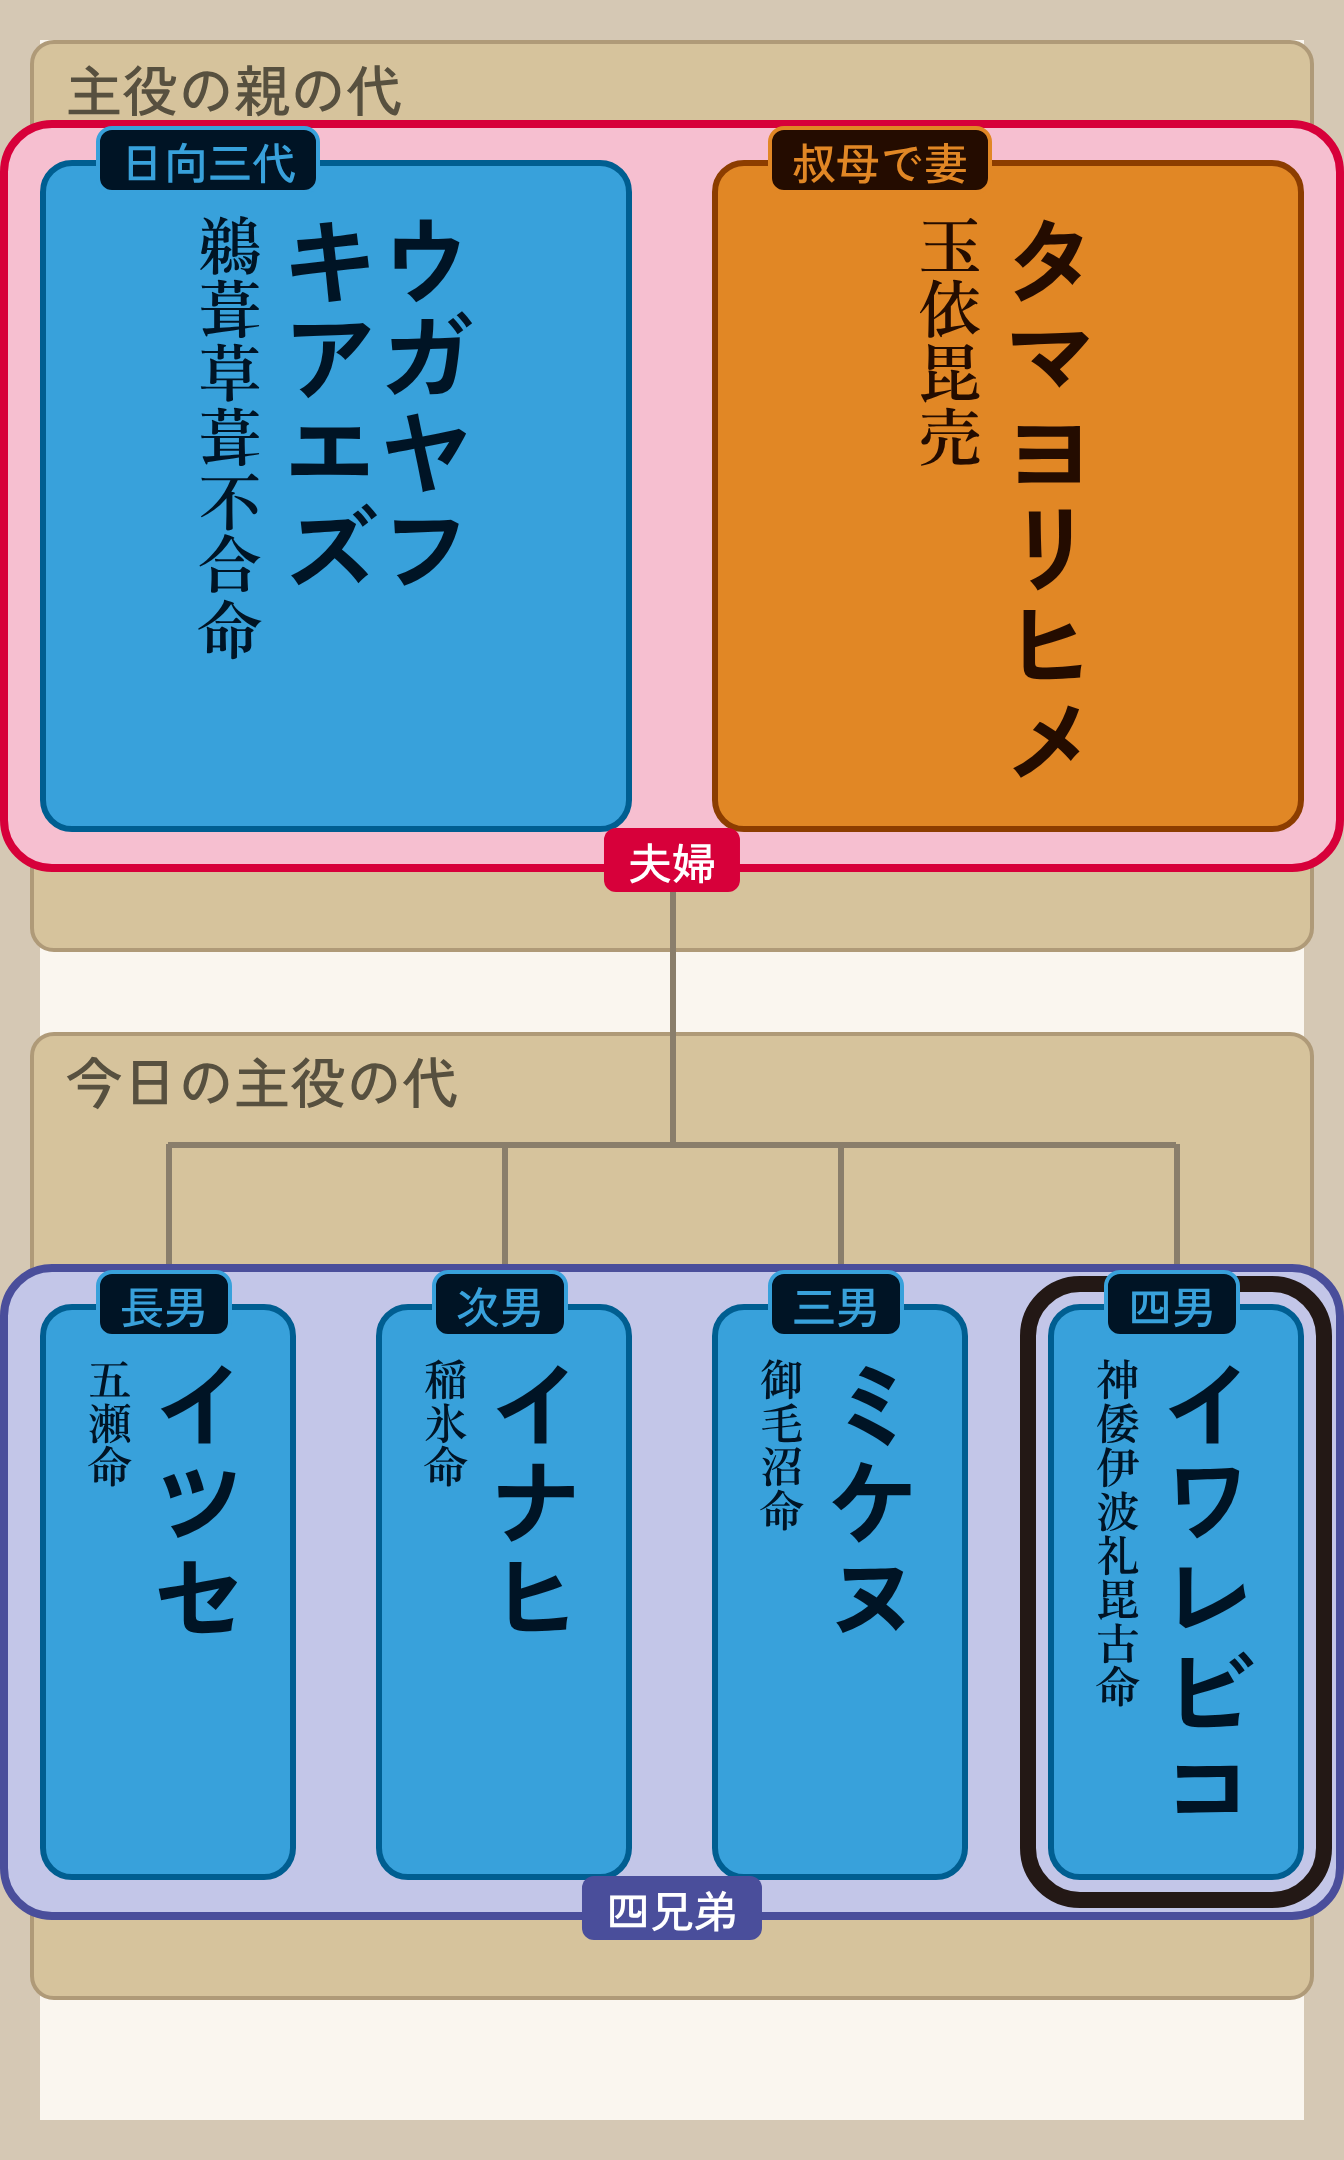 主役の親の代
日向三代
ウガヤフ
キアエズ
鵜葺草葺不合命
叔母で妻
タマヨリヒメ
玉依毘売
夫婦
今日の主役の代
長男
イツセ
五瀬命
次男
イナヒ
稲氷命
三男
ミケヌ
御毛沼命
四男
イワレビコ
神倭伊波礼毘古命
四兄弟